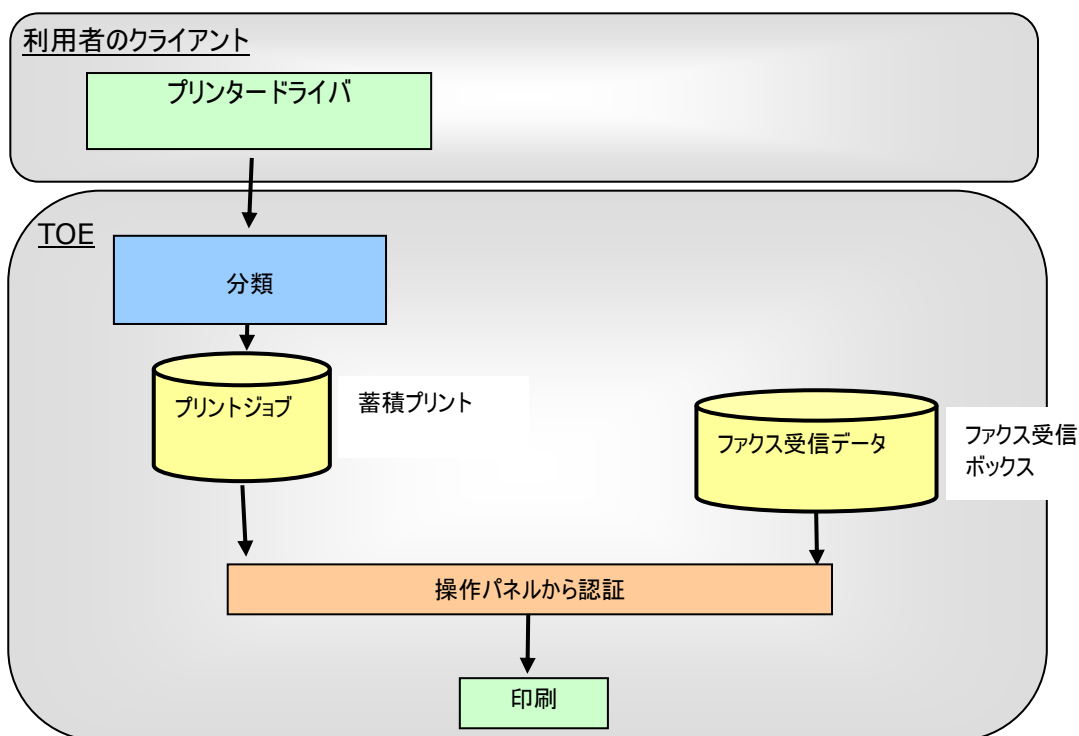 利用者のクライアント
プリンタードライバ
TOE
分類
プリントジョブ
蓄積プリント
ファクス受信データ
ファクス受信
ボックス
操作パネルから認証
印刷